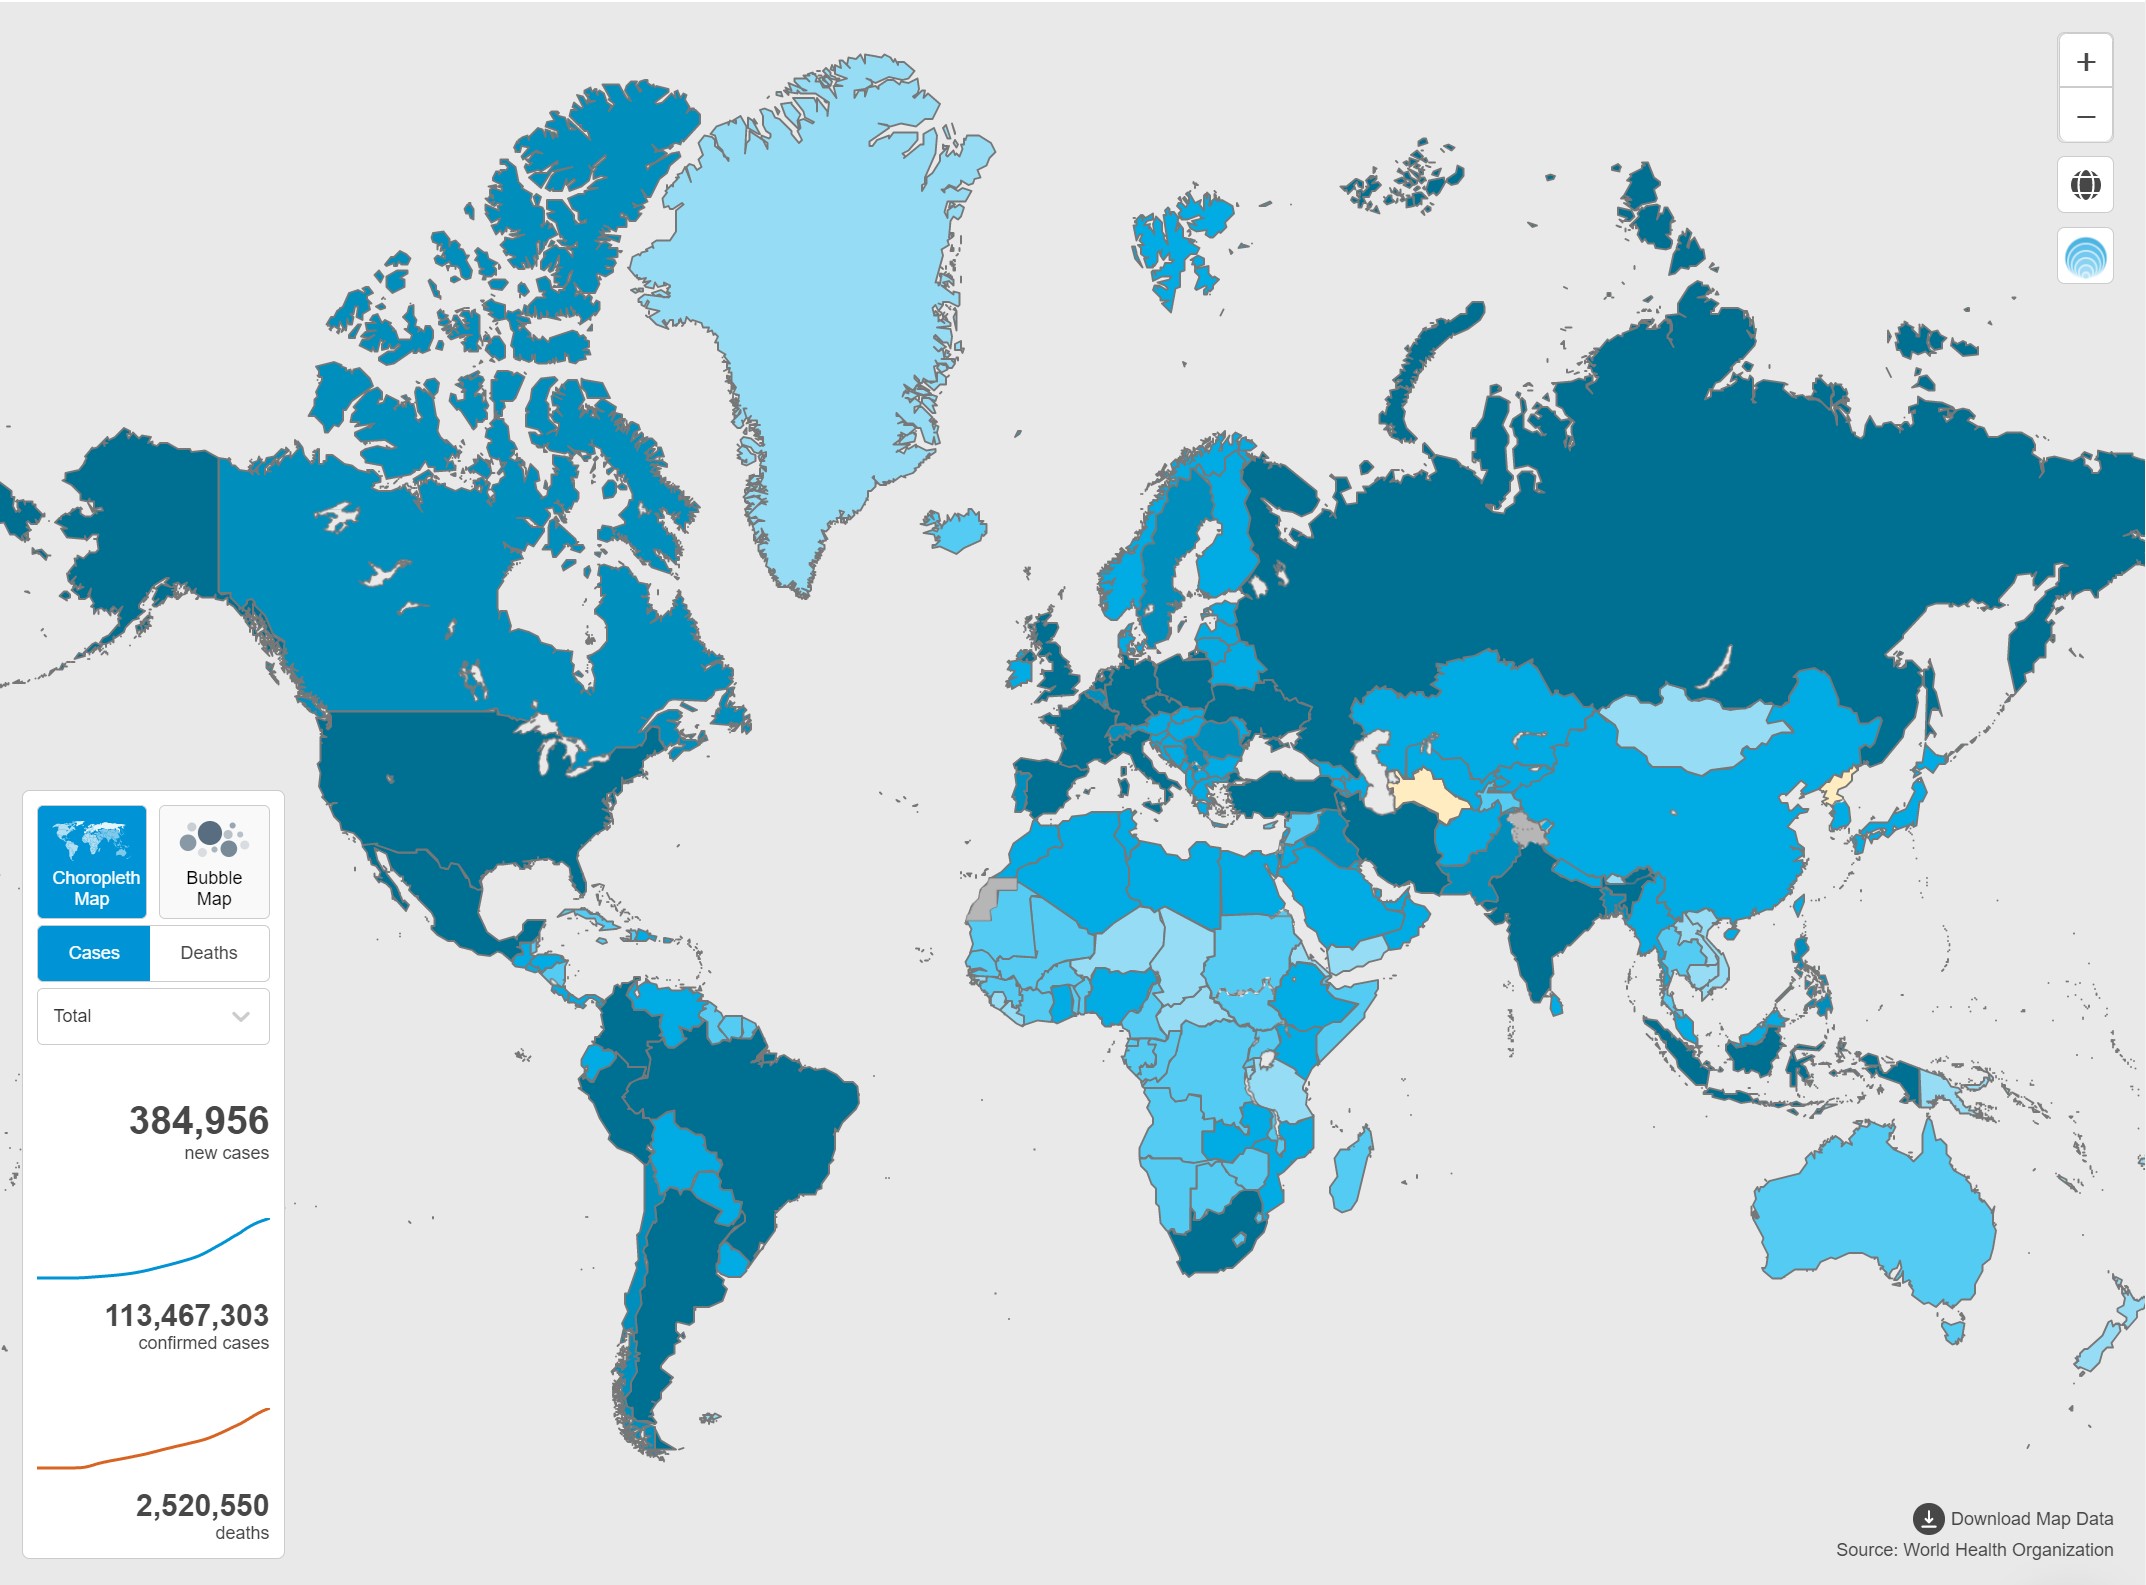 +
−
Choropleth
Map
Bubble
Map
Cases
Deaths
Total
384,956
new cases
113,467,303
confirmed cases
2,520,550
deaths
Download Map Data
Source: World Health Organization